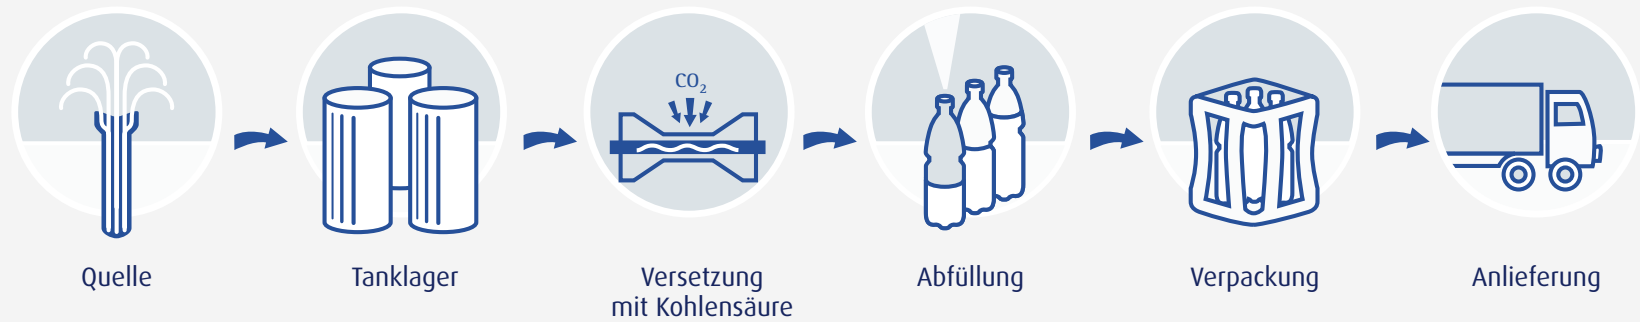 CO₂
Quelle
Tanklager
Versetzung
mit Kohlensäure
Abfüllung
Verpackung
Anlieferung